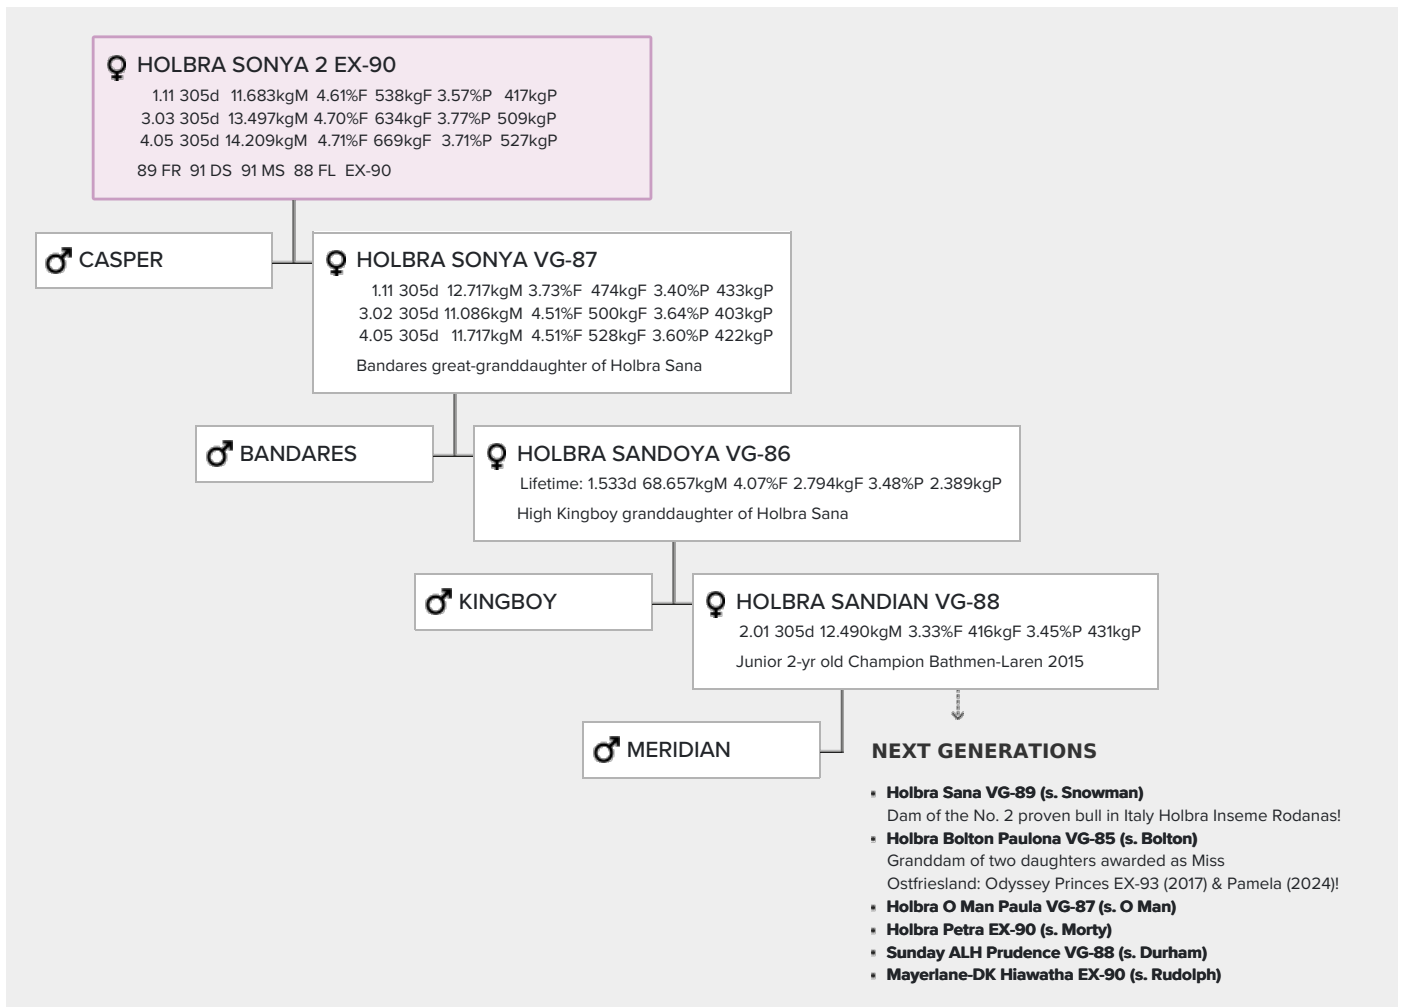 HOLBRA SONYA 2 EX-90
1.11 305d 11.683kgM 4.61%F 538kgF 3.57%P 417kgP
3.03 305d 13.497kgM 4.70%F 634kgF 3.77%P 509kgP
4.05 305d 14.209kgM 4.71%F 669kgF 3.71%P 527kgP
89 FR 91 DS 91 MS 88 FL EX-90
CASPER
HOLBRA SONYA VG-87
1.11 305d 12.717kgM 3.73%F 474kgF 3.40%P 433kgP
3.02 305d 11.086kgM 4.51%F 500kgF 3.64%P 403kgP
4.05 305d 11.717kgM 4.51%F 528kgF 3.60%P 422kgP
Bandares great-granddaughter of Holbra Sana
BANDARES
HOLBRA SANDOYA VG-86
Lifetime: 1.533d 68.657kgM 4.07%F 2.794kgF 3.48%P 2.389kgP
High Kingboy granddaughter of Holbra Sana
KINGBOY
HOLBRA SANDIAN VG-88
2.01 305d 12.490kgM 3.33%F 416kgF 3.45%P 431kgP
Junior 2-yr old Champion Bathmen-Laren 2015
MERIDIAN
NEXT GENERATIONS
Holbra Sana VG-89 (s. Snowman)
Dam of the No. 2 proven bull in Italy Holbra Inseme Rodanas!
Holbra Bolton Paulona VG-85 (s. Bolton)
Granddam of two daughters awarded as Miss
Ostfriesland: Odyssey Princes EX-93 (2017) & Pamela (2024)!
Holbra O Man Paula VG-87 (s. O Man)
Holbra Petra EX-90 (s. Morty)
Sunday ALH Prudence VG-88 (s. Durham)
Mayerlane-DK Hiawatha EX-90 (s. Rudolph)